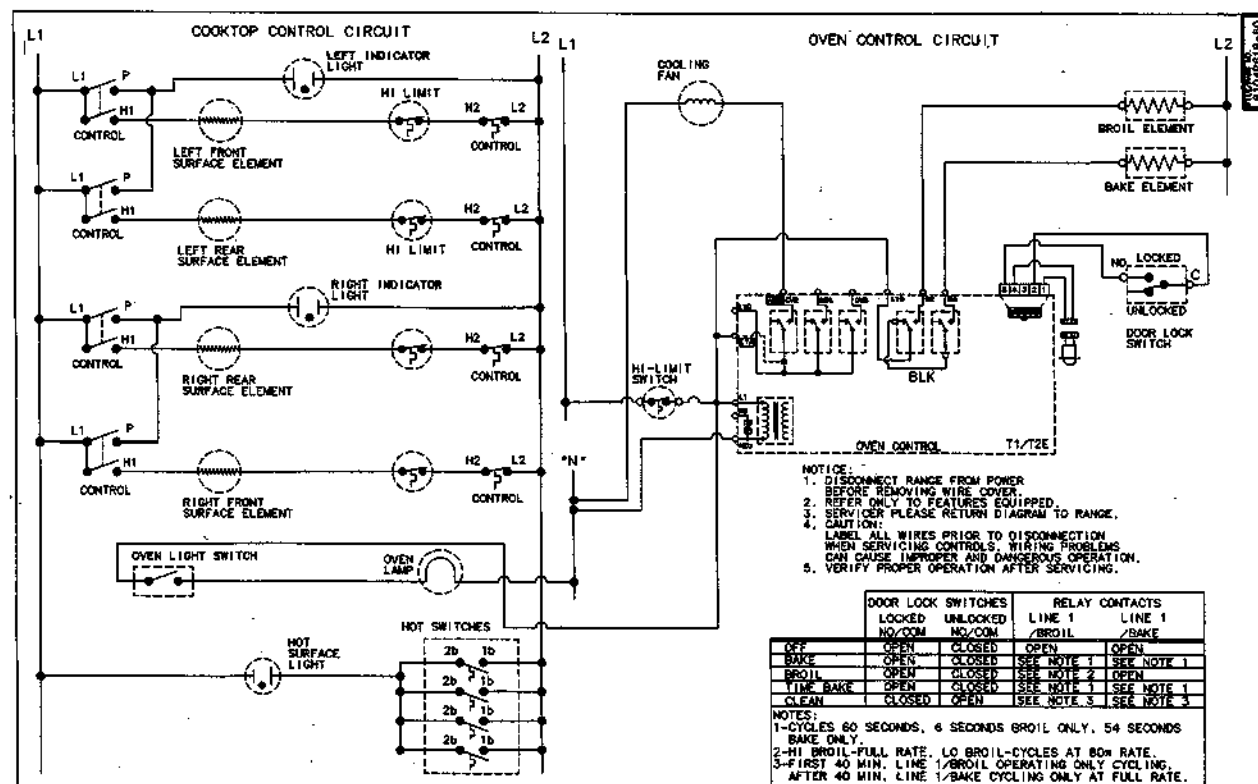 COOKTOP CONTROL CIRCUIT
L1
L2
LEFT INDICATOR
LIGHT
L1
P
H1
CONTROL
HI LIMIT
H2
L2
CONTROL
LEFT FRONT
SURFACE ELEMENT
L1
P
H1
CONTROL
HI LIMIT
H2
L2
CONTROL
LEFT REAR
SURFACE ELEMENT
RIGHT INDICATOR
LIGHT
L1
P
H1
CONTROL
H2
L2
CONTROL
RIGHT REAR
SURFACE ELEMENT
L1
P
H1
CONTROL
H2
L2
CONTROL
RIGHT FRONT
SURFACE ELEMENT
OVEN LIGHT SWITCH
OVEN
LAMP
HOT
SURFACE
LIGHT
HOT SWITCHES
2b 1b
2b 1b
2b 1b
2b 1b
OVEN CONTROL CIRCUIT
L1
L2
COOLING
FAN
BROIL ELEMENT
BAKE ELEMENT
NO
LOCKED
C
UNLOCKED
DOOR LOCK
SWITCH
5 4 3 2 1
HI-LIMIT
SWITCH
L1
BLK
OVEN CONTROL
T1/T2E
"N"
NOTICE:
1. DISCONNECT RANGE FROM POWER
BEFORE REMOVING WIRE COVER.
2. REFER ONLY TO FEATURES EQUIPPED.
3. SERVICER PLEASE RETURN DIAGRAM TO RANGE.
4. CAUTION:
LABEL ALL WIRES PRIOR TO DISCONNECTION
WHEN SERVICING CONTROLS. WIRING PROBLEMS
CAN CAUSE IMPROPER AND DANGEROUS OPERATION.
5. VERIFY PROPER OPERATION AFTER SERVICING.
DOOR LOCK SWITCHES RELAY CONTACTS
LOCKED UNLOCKED LINE 1 LINE 1
NO/COM NC/COM /BROIL /BAKE
OFF OPEN CLOSED OPEN OPEN
BAKE OPEN CLOSED SEE NOTE 1 SEE NOTE 1
BROIL OPEN CLOSED SEE NOTE 2 OPEN
TIME BAKE OPEN CLOSED SEE NOTE 1 SEE NOTE 1
CLEAN CLOSED OPEN SEE NOTE 3 SEE NOTE 3
NOTES:
1-CYCLES 60 SECONDS, 6 SECONDS BROIL ONLY, 54 SECONDS
BAKE ONLY.
2-HI BROIL-FULL RATE. LO BROIL-CYCLES AT 80% RATE.
3-FIRST 40 MIN. LINE 1/BROIL OPERATING ONLY CYCLING.
AFTER 40 MIN. LINE 1/BAKE CYCLING ONLY AT FULL RATE.